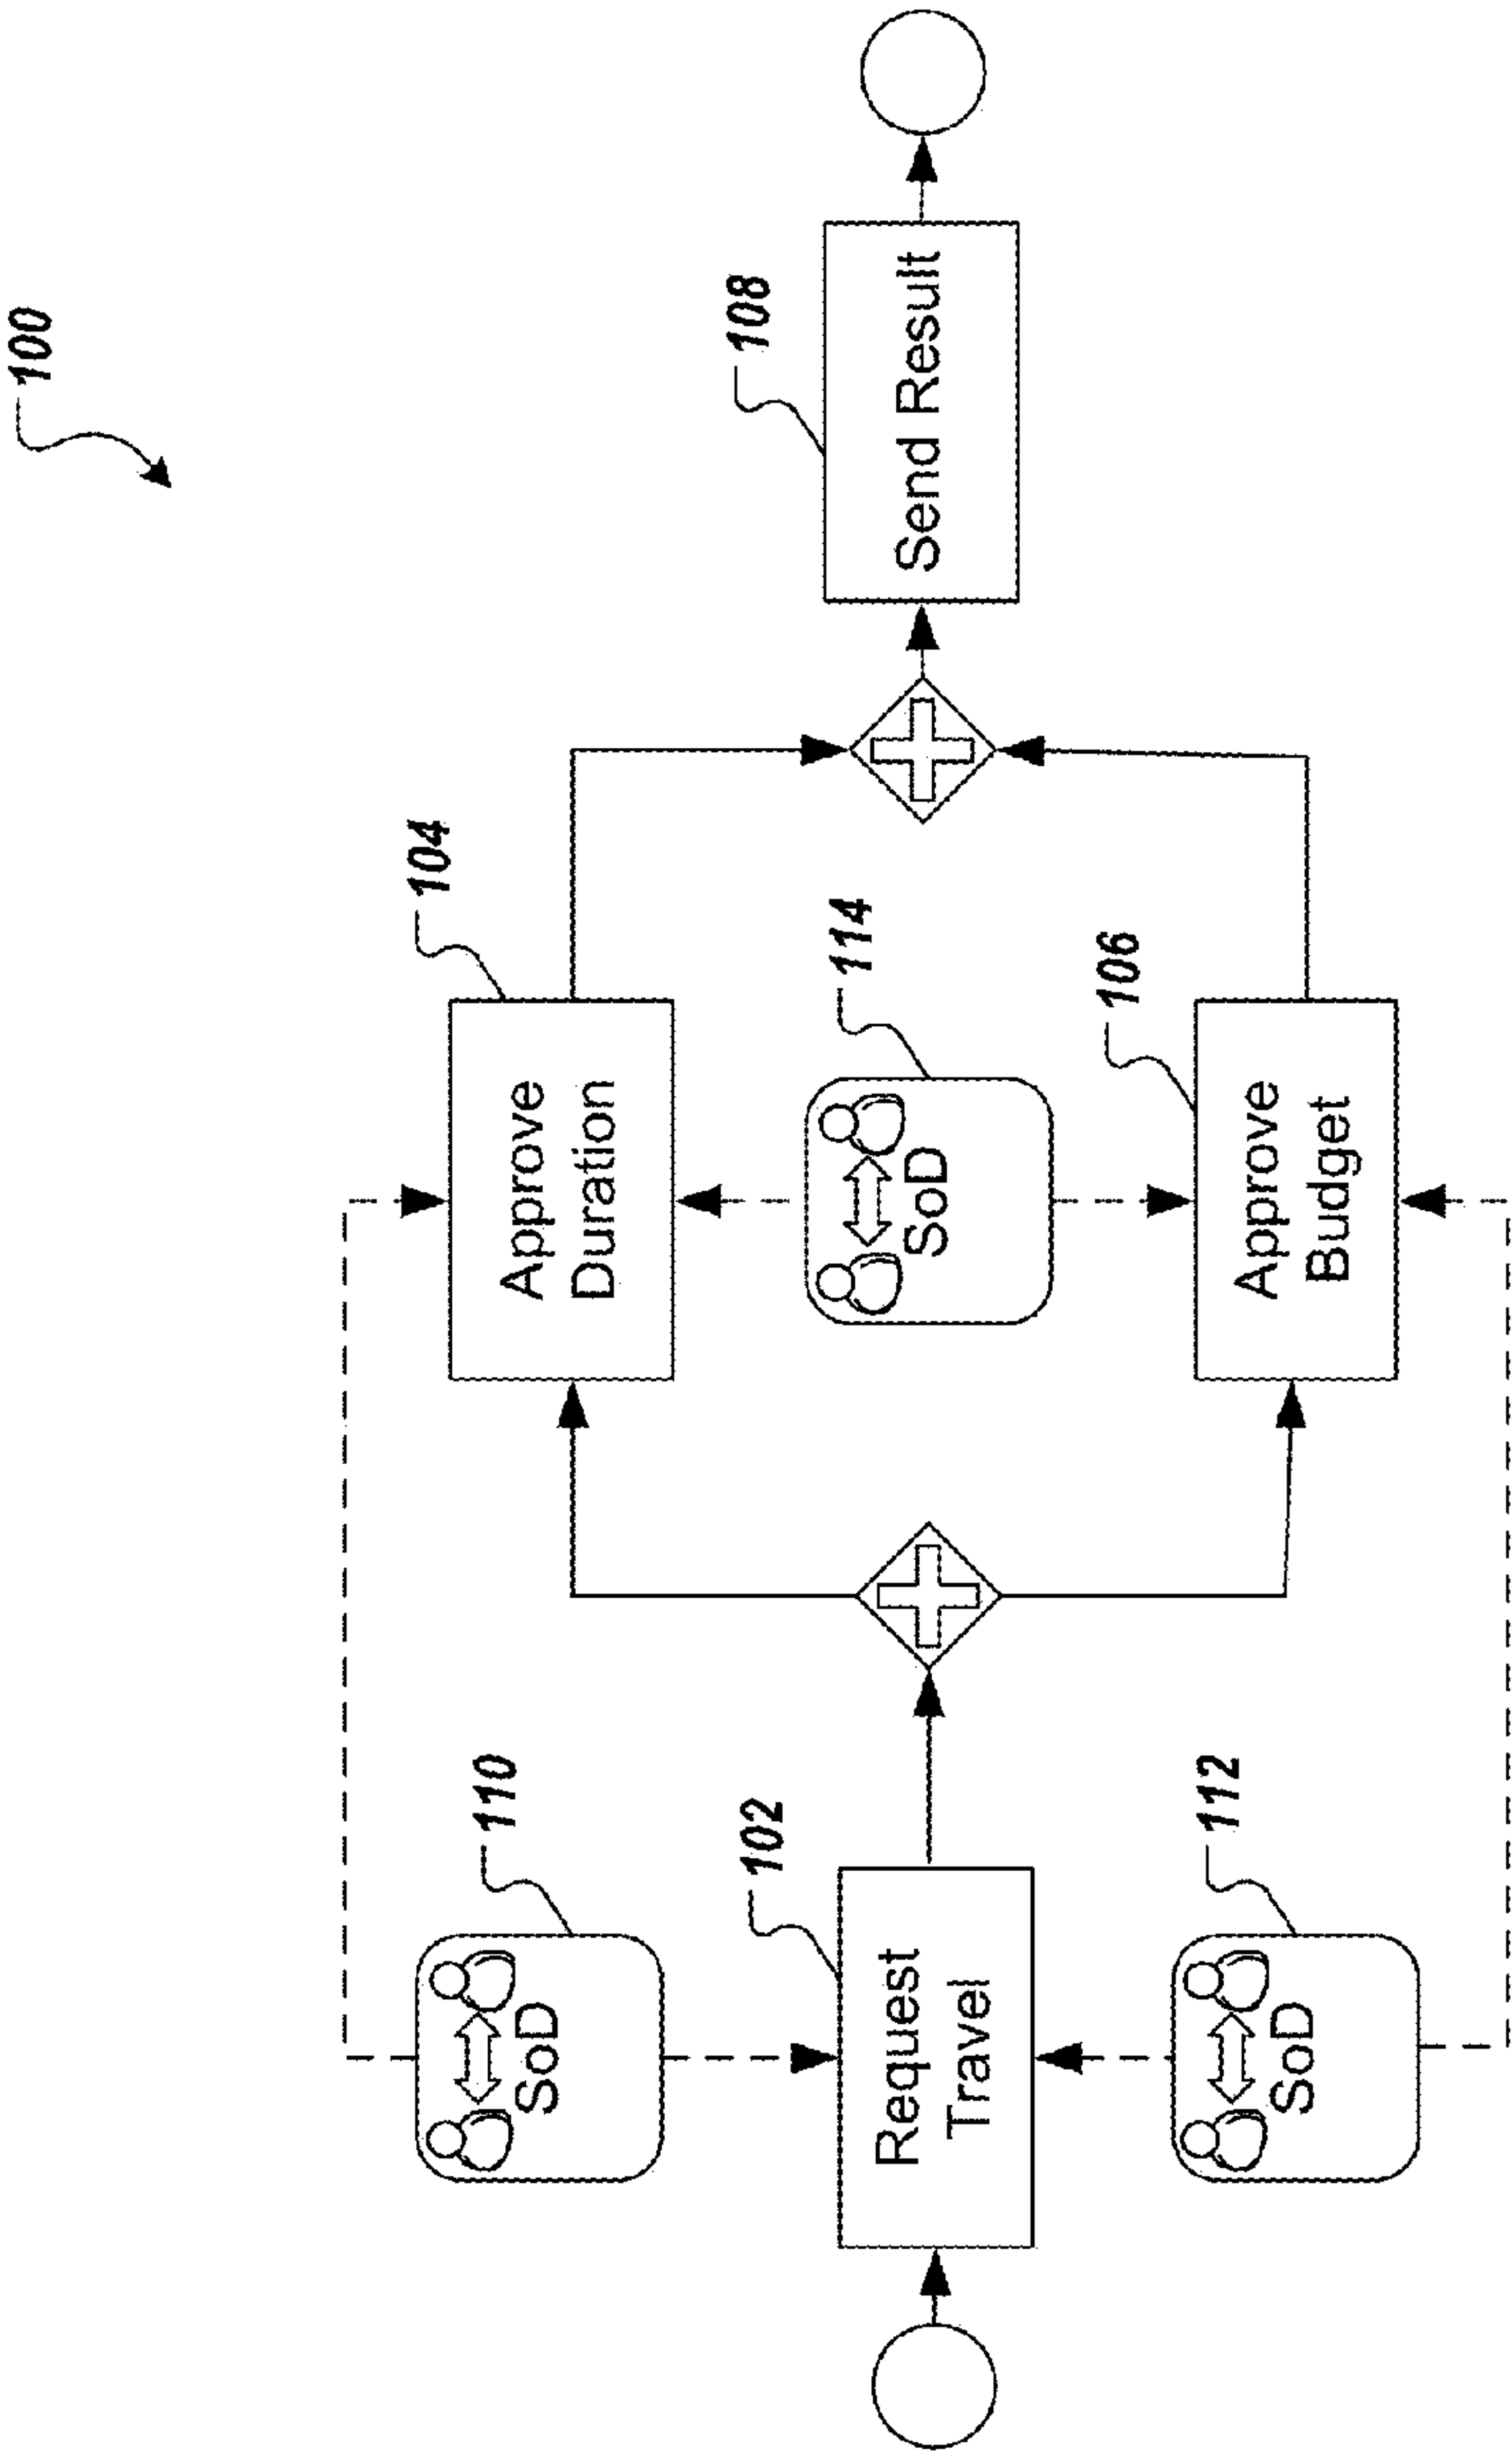 100
110
SoD
102
Request
Travel
112
SoD
104
Approve
Duration
114
SoD
106
Approve
Budget
108
Send Result